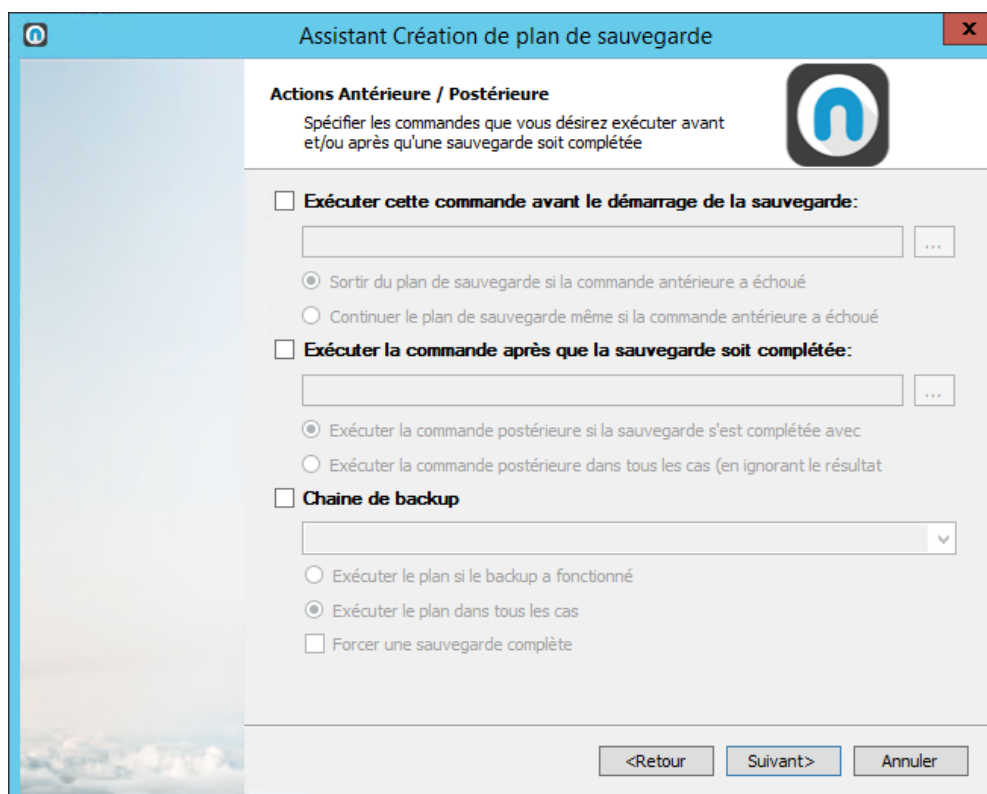 Assistant Création de plan de sauvegarde
x
Actions Antérieure / Postérieure
Spécifier les commandes que vous désirez exécuter avant
et/ou après qu'une sauvegarde soit complétée
Exécuter cette commande avant le démarrage de la sauvegarde:
...
Sortir du plan de sauvegarde si la commande antérieure a échoué
Continuer le plan de sauvegarde même si la commande antérieure a échoué
Exécuter la commande après que la sauvegarde soit complétée:
...
Exécuter la commande postérieure si la sauvegarde s'est complétée avec
Exécuter la commande postérieure dans tous les cas (en ignorant le résultat
Chaine de backup
Exécuter le plan si le backup a fonctionné
Exécuter le plan dans tous les cas
Forcer une sauvegarde complète
<Retour
Suivant>
Annuler